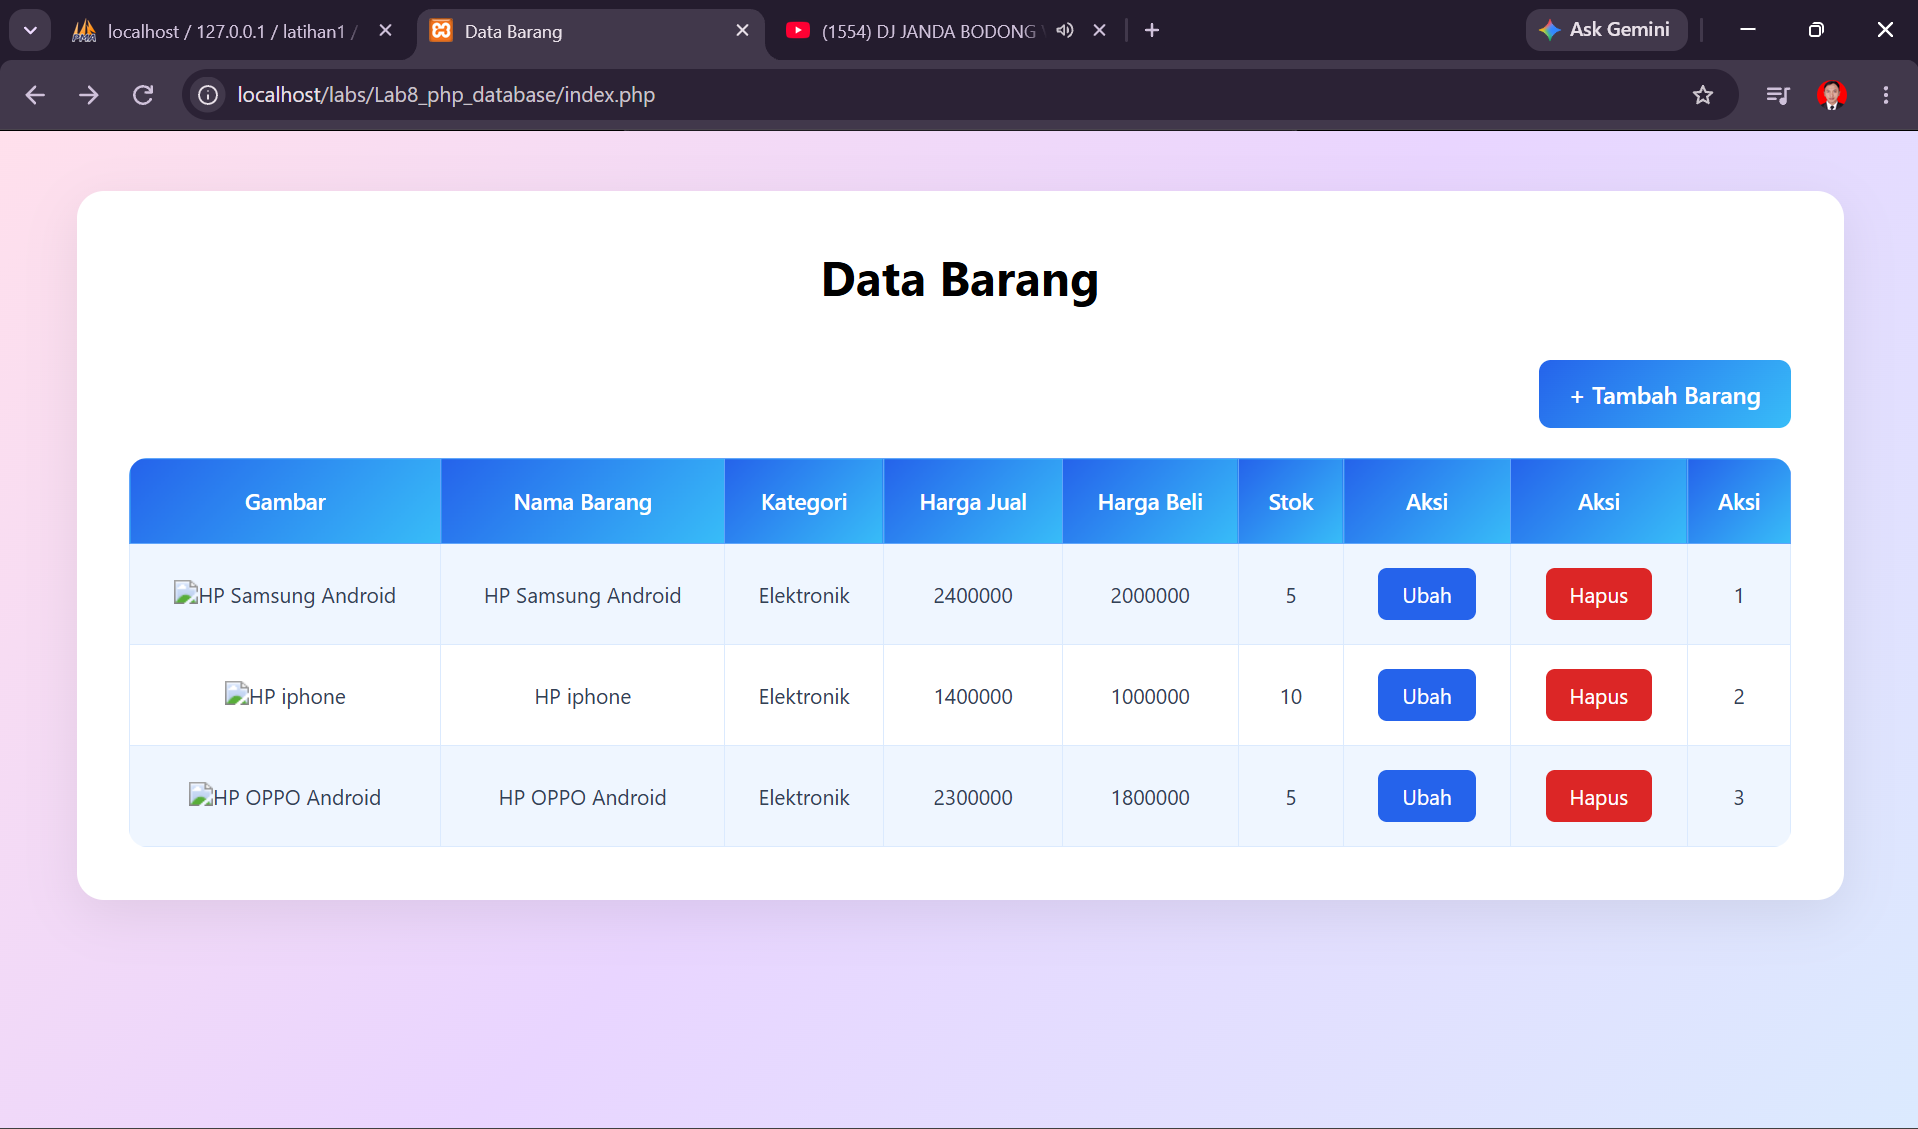 localhost / 127.0.0.1 / latihan1 /
Data Barang
(1554) DJ JANDA BODONG
Ask Gemini
localhost/labs/Lab8_php_database/index.php
Data Barang
+ Tambah Barang
Gambar Nama Barang Kategori Harga Jual Harga Beli Stok Aksi Aksi Aksi
HP Samsung Android HP Samsung Android Elektronik 2400000 2000000 5 Ubah Hapus 1
HP iphone HP iphone Elektronik 1400000 1000000 10 Ubah Hapus 2
HP OPPO Android HP OPPO Android Elektronik 2300000 1800000 5 Ubah Hapus 3